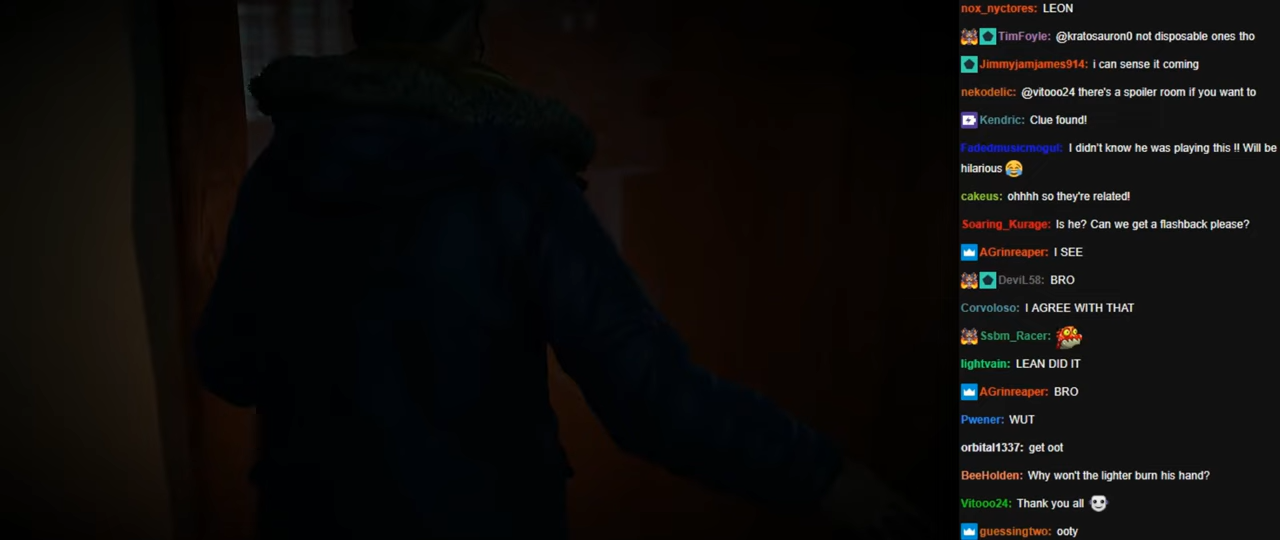 nox_nyctores: LEON
TimFoyle: @kratosauron0 not disposable ones tho
Jimmyjamjames914: i can sense it coming
nekodelic: @vitooo24 there's a spoiler room if you want to
Kendric: Clue found!
Fadedmusicmogul: I didn't know he was playing this !! Will be
hilarious
cakeus: ohhhh so they're related!
Soaring_Kurage: Is he? Can we get a flashback please?
AGrinreaper: I SEE
DeviL58: BRO
Corvoloso: I AGREE WITH THAT
Ssbm_Racer:
lightvain: LEAN DID IT
AGrinreaper: BRO
Pwener: WUT
orbital1337: get oot
BeeHolden: Why won't the lighter burn his hand?
Vitooo24: Thank you all
guessingtwo: ooty